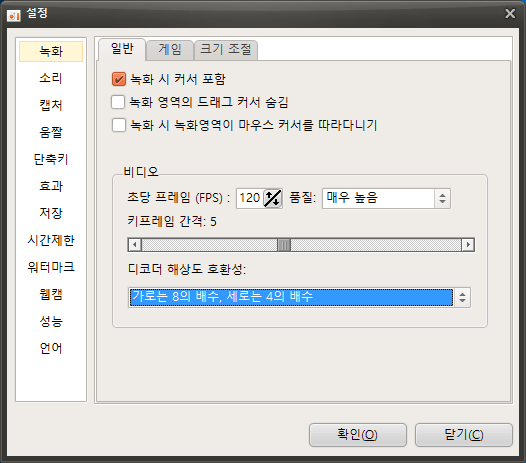 설정
녹화
소리
캡처
움짤
단축키
효과
저장
시간제한
워터마크
웹캠
성능
언어
일반 게임 크기 조절
녹화 시 커서 포함
녹화 영역의 드래그 커서 숨김
녹화 시 녹화영역이 마우스 커서를 따라다니기
비디오
초당 프레임 (FPS) : 120 품질: 매우 높음
키프레임 간격: 5
디코더 해상도 호환성:
가로는 8의 배수, 세로는 4의 배수
확인(O) 닫기(C)